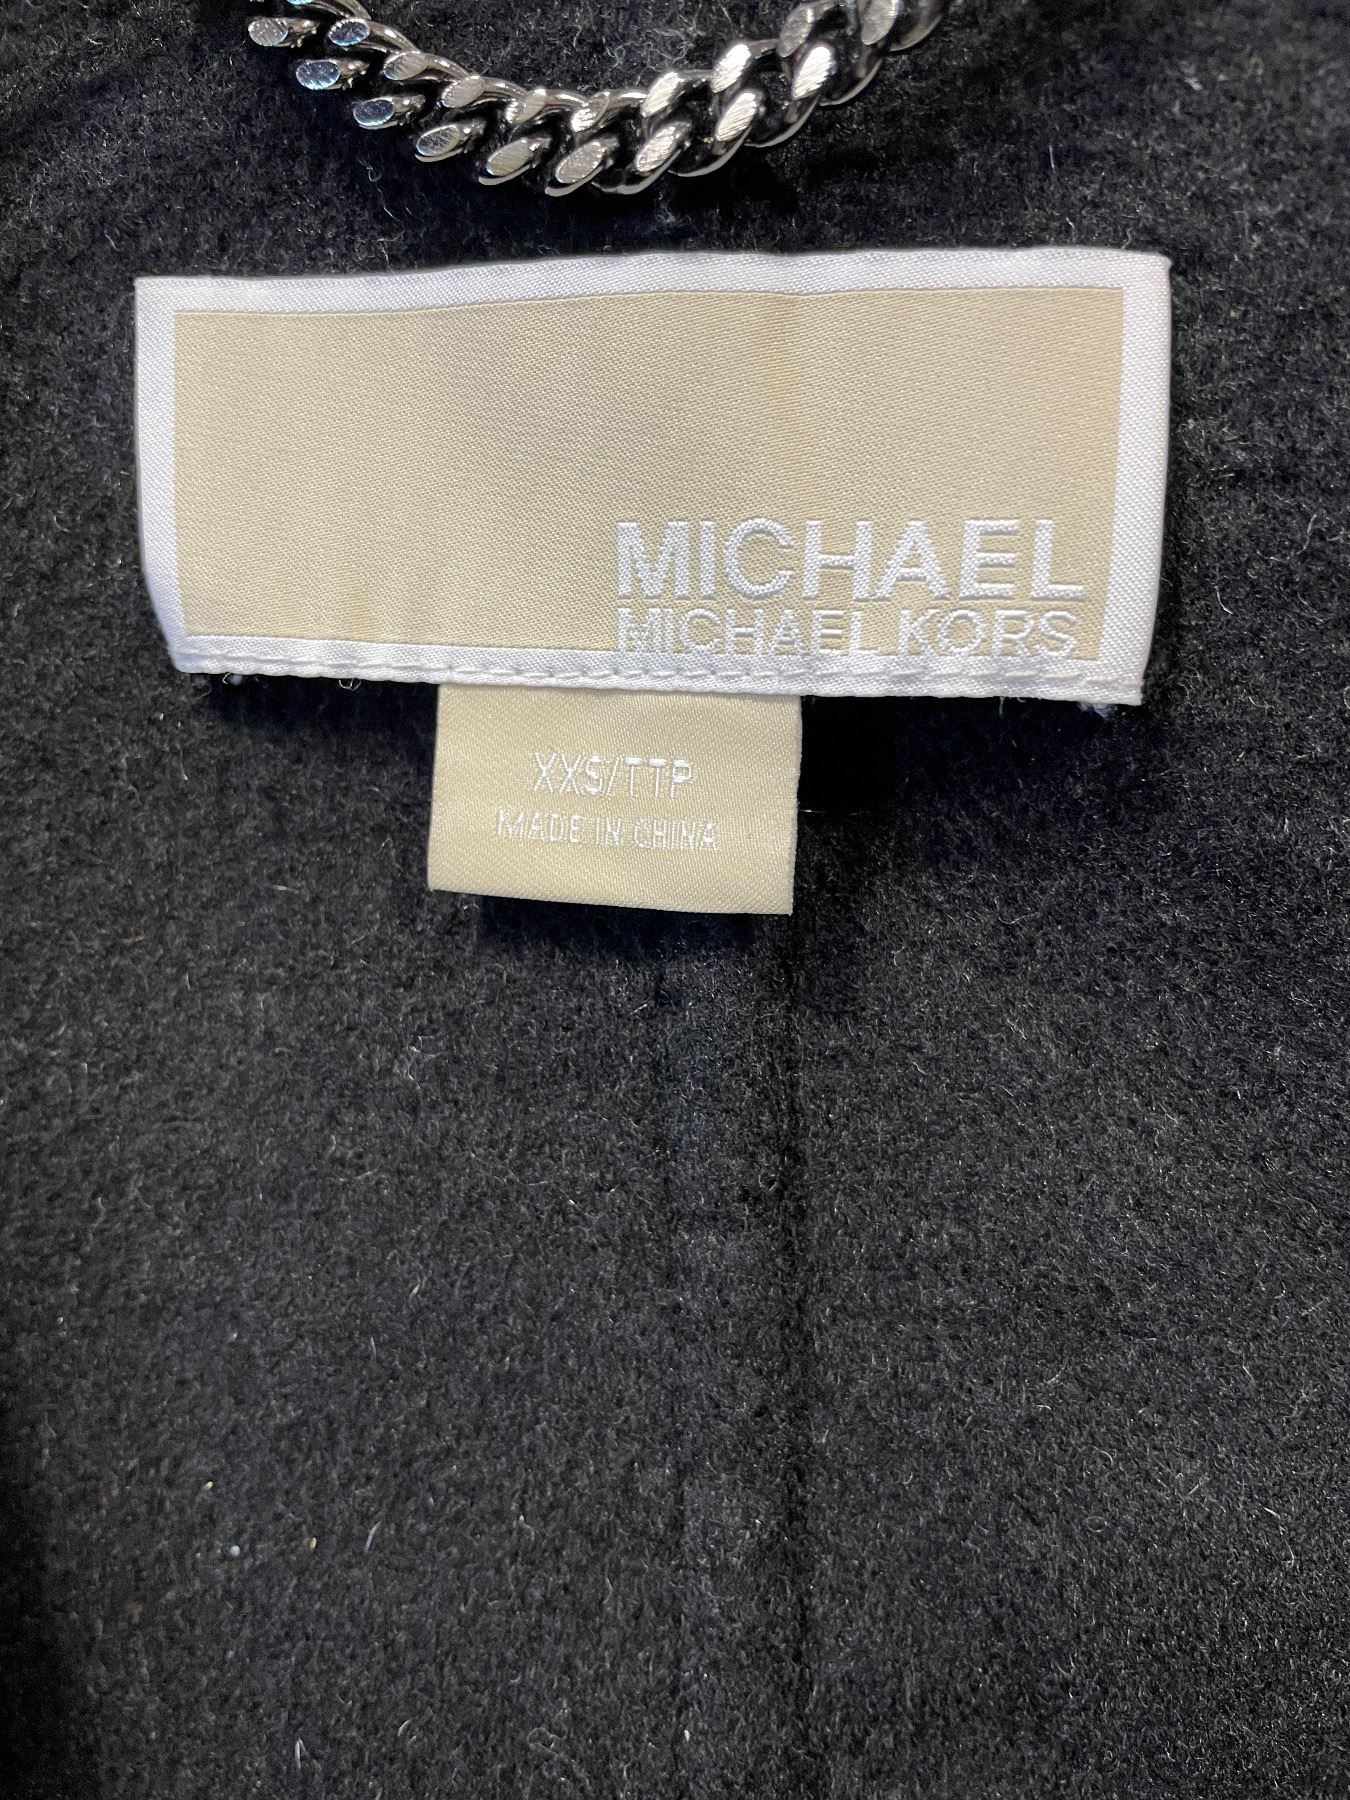 MICHAEL
MICHAEL KORS
XXS/TTP
MADE IN CHINA